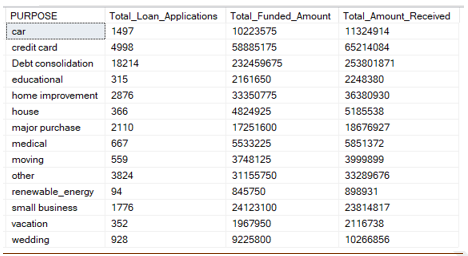 PURPOSE Total_Loan_Applications Total_Funded_Amount Total_Amount_Received
car 1497 10223575 11324914
credit card 4998 58885175 65214084
Debt consolidation 18214 232459675 253801871
educational 315 2161650 2248380
home improvement 2876 33350775 36380930
house 366 4824925 5185538
major purchase 2110 17251600 18676927
medical 667 5533225 5851372
moving 559 3748125 3999899
other 3824 31155750 33289676
renewable_energy 94 845750 898931
small business 1776 24123100 23814817
vacation 352 1967950 2116738
wedding 928 9225800 10266856